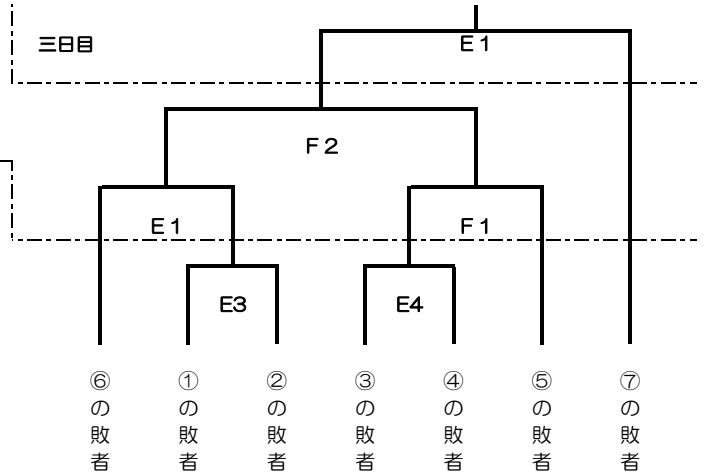 三日目
Ｅ１
Ｆ２
Ｅ１
Ｆ１
E3
E4
⑥の敗者
①の敗者
②の敗者
③の敗者
④の敗者
⑤の敗者
⑦の敗者